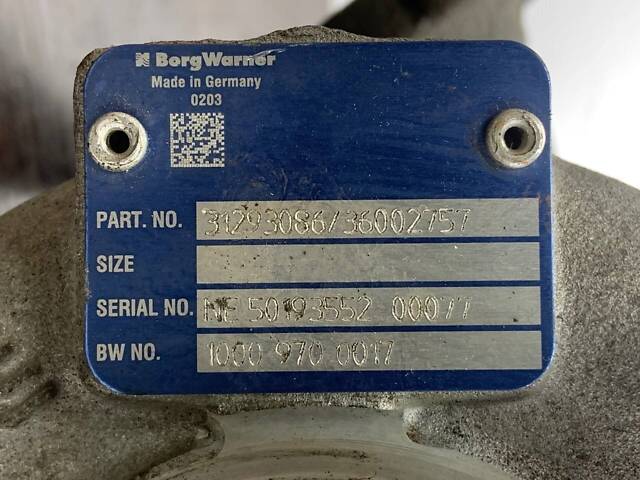 BorgWarner
Made in Germany
0203
PART. NO. 31293086/36002757
SIZE
SERIAL NO. NE 50193552 00077
BW NO. 1000 970 0017